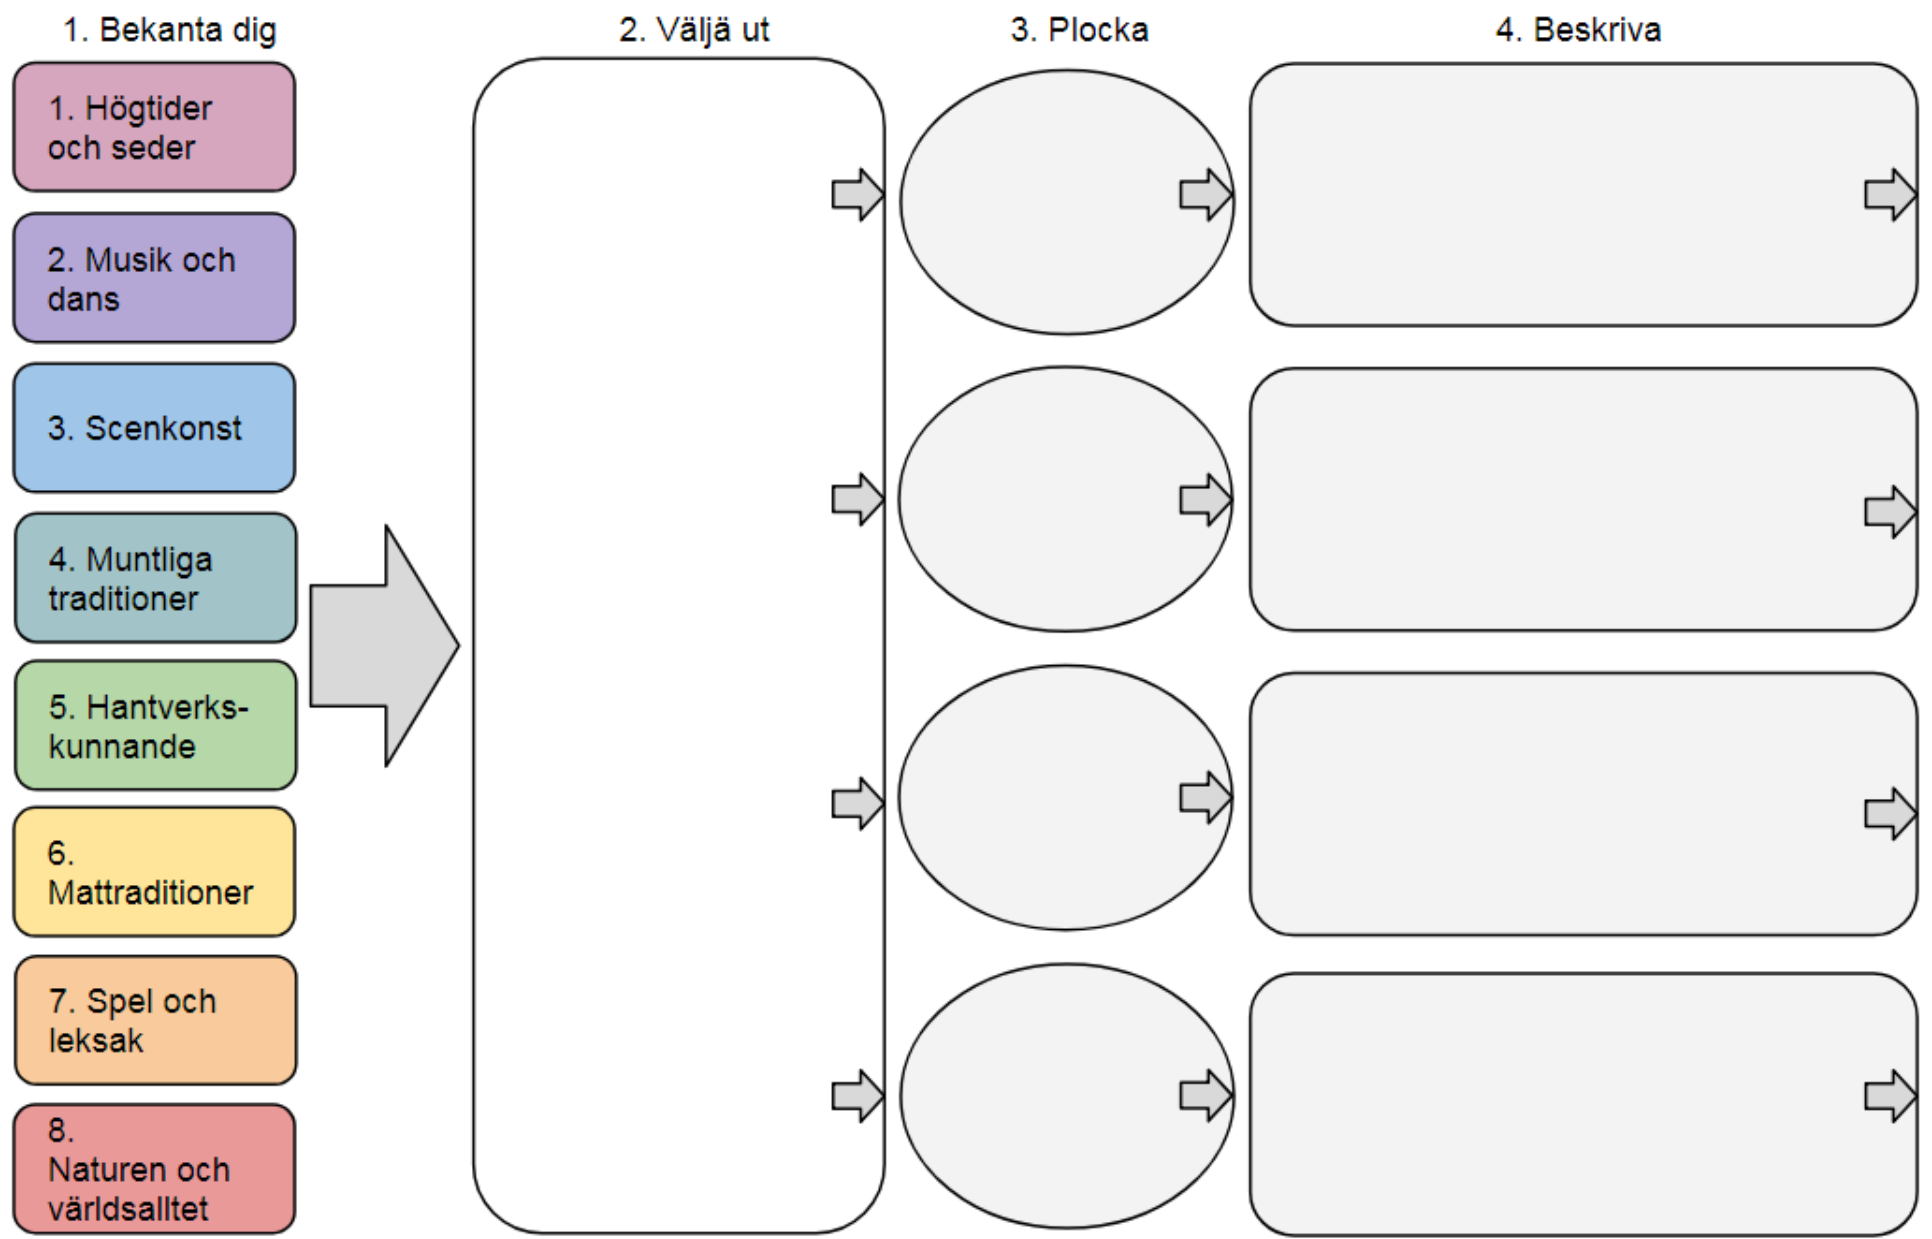 1. Bekanta dig
2. Väljä ut
3. Plocka
4. Beskriva
1. Högtider
och seder
2. Musik och
dans
3. Scenkonst
4. Muntliga
traditioner
5. Hantverks-
kunnande
6.
Mattraditioner
7. Spel och
leksak
8.
Naturen och
världsalltet